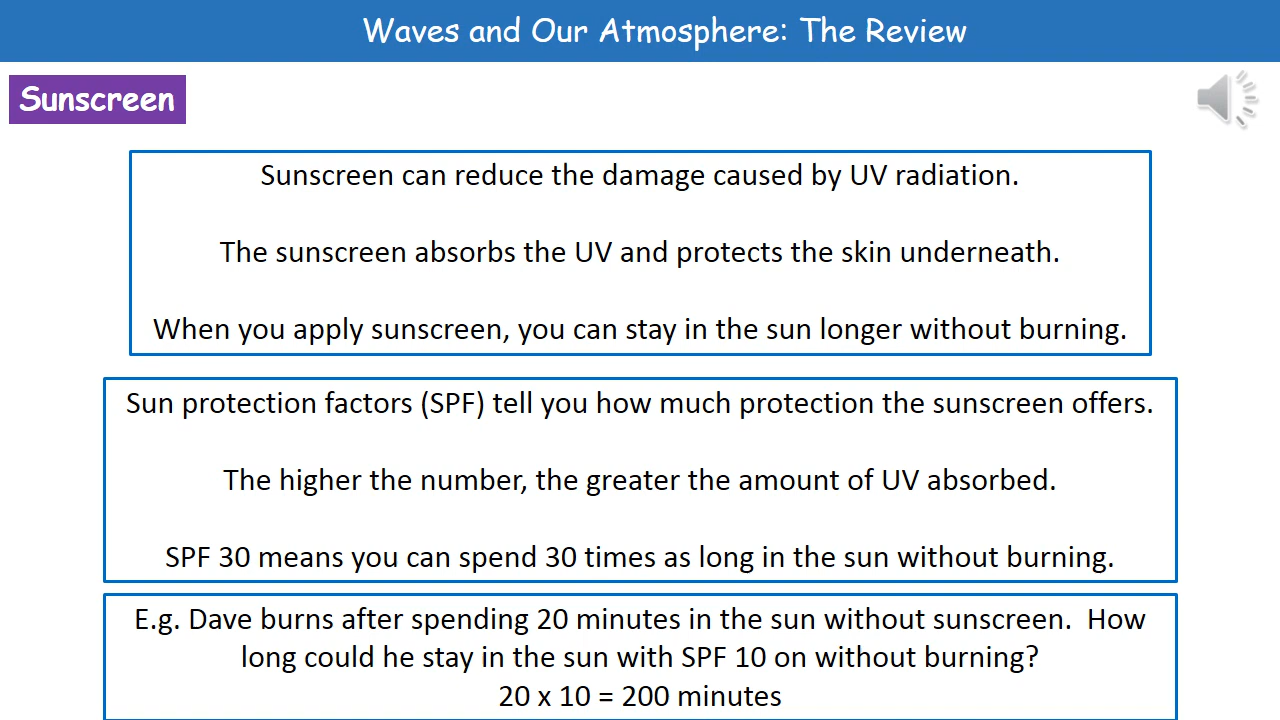 Waves and Our Atmosphere: The Review
Sunscreen
Sunscreen can reduce the damage caused by UV radiation.
The sunscreen absorbs the UV and protects the skin underneath.
When you apply sunscreen, you can stay in the sun longer without burning.
Sun protection factors (SPF) tell you how much protection the sunscreen offers.
The higher the number, the greater the amount of UV absorbed.
SPF 30 means you can spend 30 times as long in the sun without burning.
E.g. Dave burns after spending 20 minutes in the sun without sunscreen.  How
long could he stay in the sun with SPF 10 on without burning?
20 x 10 = 200 minutes